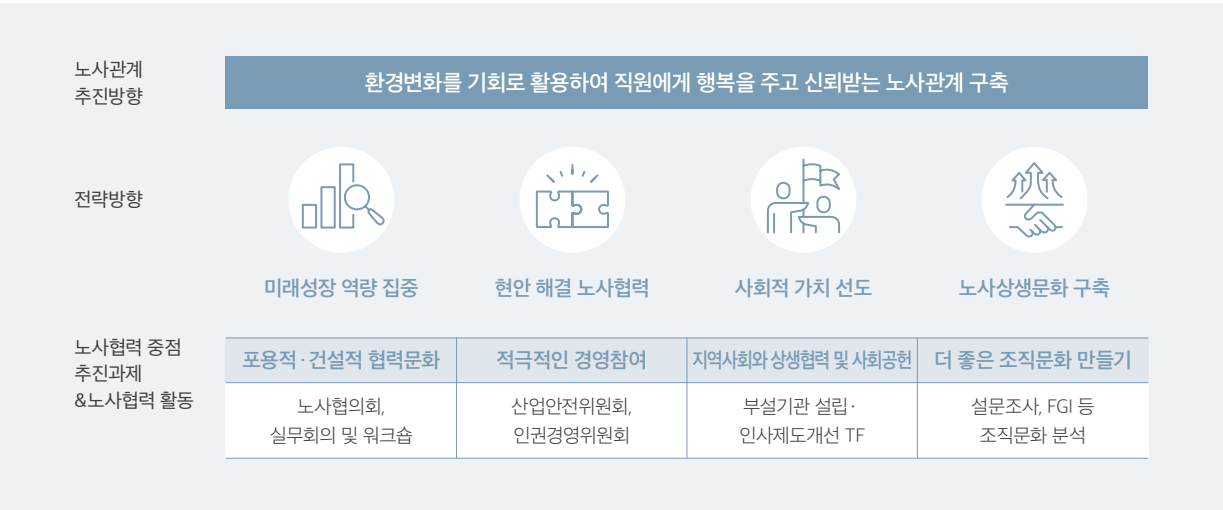 노사관계
추진방향
환경변화를 기회로 활용하여 직원에게 행복을 주고 신뢰받는 노사관계 구축
전략방향
미래성장 역량 집중
현안 해결 노사협력
사회적 가치 선도
노사상생문화 구축
노사협력 중점
추진과제
&노사협력 활동
포용적·건설적 협력문화
적극적인 경영참여
지역사회와 상생협력 및 사회공헌
더 좋은 조직문화 만들기
노사협의회,
실무회의 및 워크숍
산업안전위원회,
인권경영위원회
부설기관 설립·
인사제도개선 TF
설문조사, FGI 등
조직문화 분석